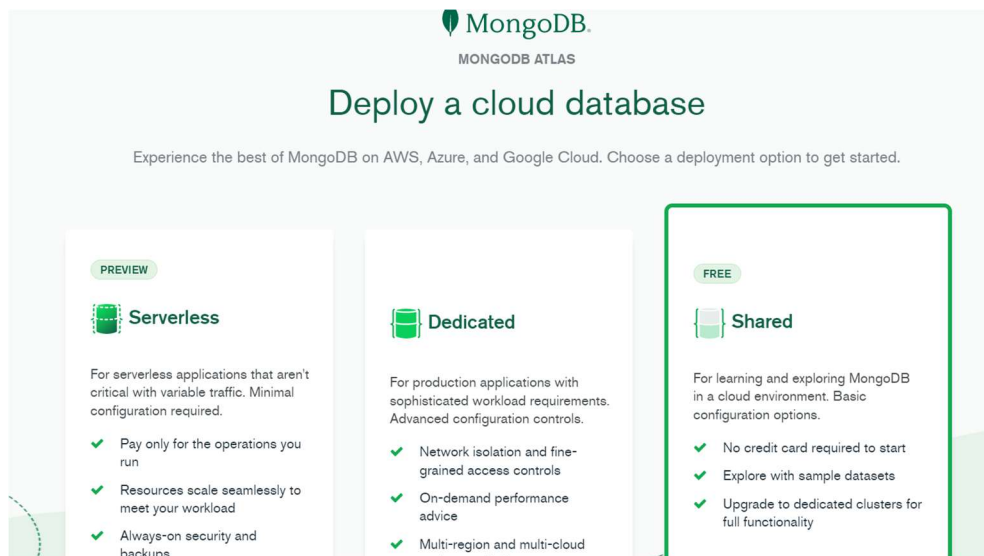 MongoDB®
MONGODB ATLAS
Deploy a cloud database
Experience the best of MongoDB on AWS, Azure, and Google Cloud. Choose a deployment option to get started.
PREVIEW
Serverless
For serverless applications that aren't
critical with variable traffic. Minimal
configuration required.
Pay only for the operations you
run
Resources scale seamlessly to
meet your workload
Always-on security and
backups
Dedicated
For production applications with
sophisticated workload requirements.
Advanced configuration controls.
Network isolation and fine-
grained access controls
On-demand performance
advice
Multi-region and multi-cloud
FREE
Shared
For learning and exploring MongoDB
in a cloud environment. Basic
configuration options.
No credit card required to start
Explore with sample datasets
Upgrade to dedicated clusters for
full functionality